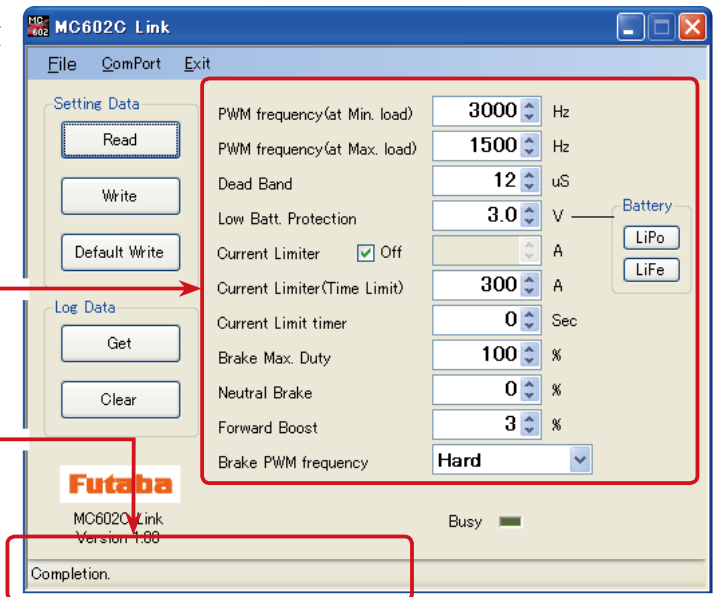 MC602C Link
File ComPort Exit
Setting Data
Read
Write
Default Write
Log Data
Get
Clear
PWM frequency(at Min. load) 3000 Hz
PWM frequency(at Max. load) 1500 Hz
Dead Band 12 uS
Low Batt. Protection 3.0 V
Current Limiter Off A
Current Limiter(Time Limit) 300 A
Current Limit timer 0 Sec
Brake Max. Duty 100 %
Neutral Brake 0 %
Forward Boost 3 %
Brake PWM frequency Hard
Battery
LiPo
LiFe
Futaba
MC602C Link
Version 1.00
Busy
Completion.